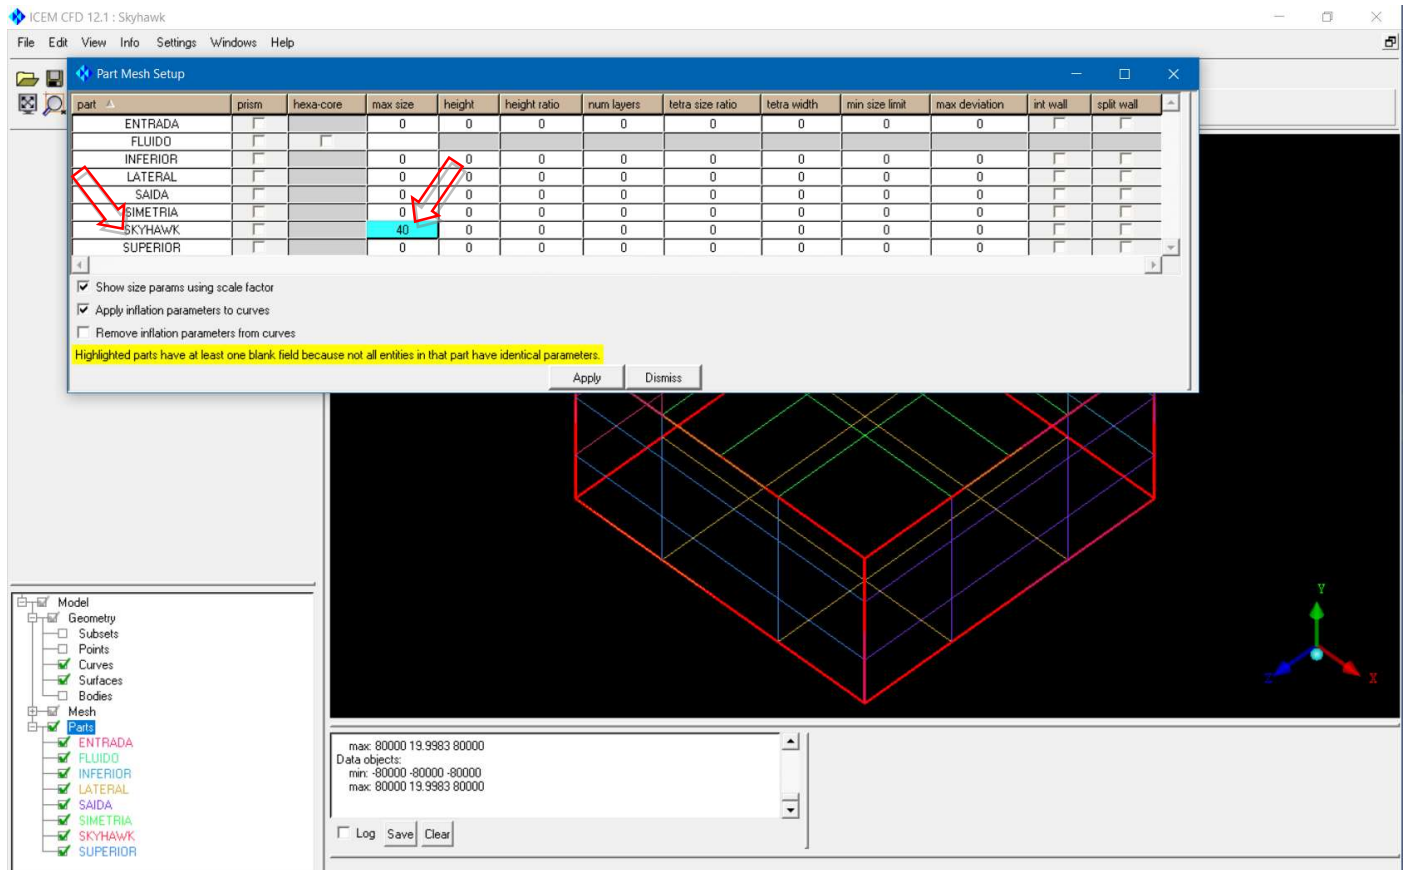 ICEM CFD 12.1 : Skyhawk
File Edit View Info Settings Windows Help
Part Mesh Setup
part prism hexa-core max size height height ratio num layers tetra size ratio tetra width min size limit max deviation int wall split wall
ENTRADA 0 0 0 0 0 0 0 0
FLUIDO
INFERIOR 0 0 0 0 0 0 0 0
LATERAL 0 0 0 0 0 0 0 0
SAIDA 0 0 0 0 0 0 0 0
SIMETRIA 0 0 0 0 0 0 0 0
SKYHAWK 40 0 0 0 0 0 0 0
SUPERIOR 0 0 0 0 0 0 0 0
Show size params using scale factor
Apply inflation parameters to curves
Remove inflation parameters from curves
Highlighted parts have at least one blank field because not all entities in that part have identical parameters.
Apply Dismiss
Model
Geometry
Subsets
Points
Curves
Surfaces
Bodies
Mesh
Parts
ENTRADA
FLUIDO
INFERIOR
LATERAL
SAIDA
SIMETRIA
SKYHAWK
SUPERIOR
Y
Z
X
max: 80000 19.9983 80000
Data objects:
min: -80000 -80000 -80000
max: 80000 19.9983 80000
Log Save Clear